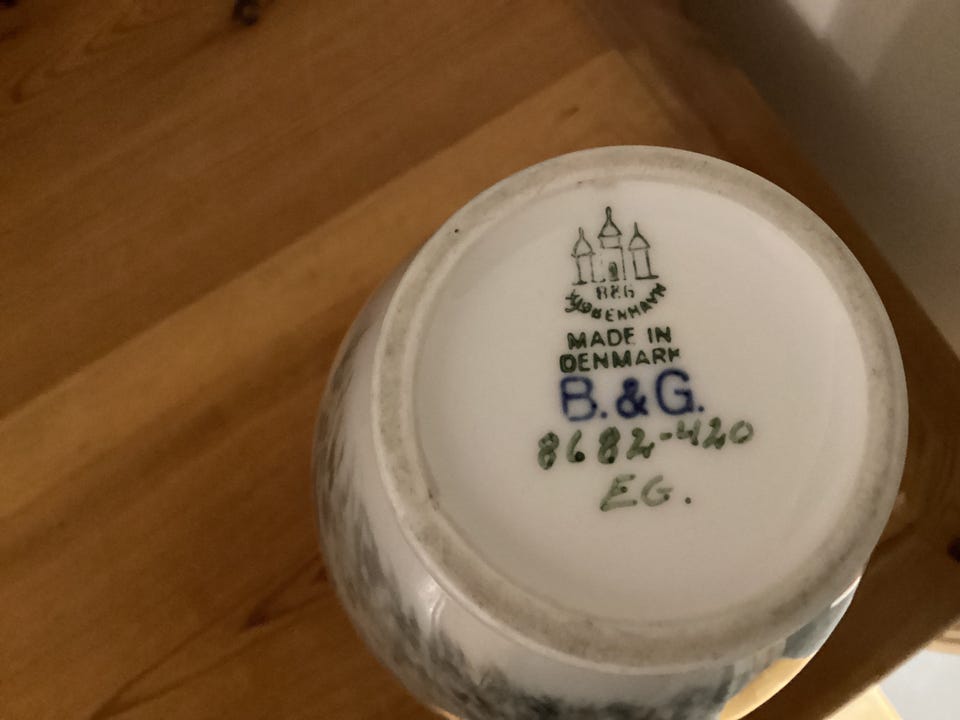 B&G
KJØBENHAVN
MADE IN
DENMARK
B.&G.
8682-420
EG.